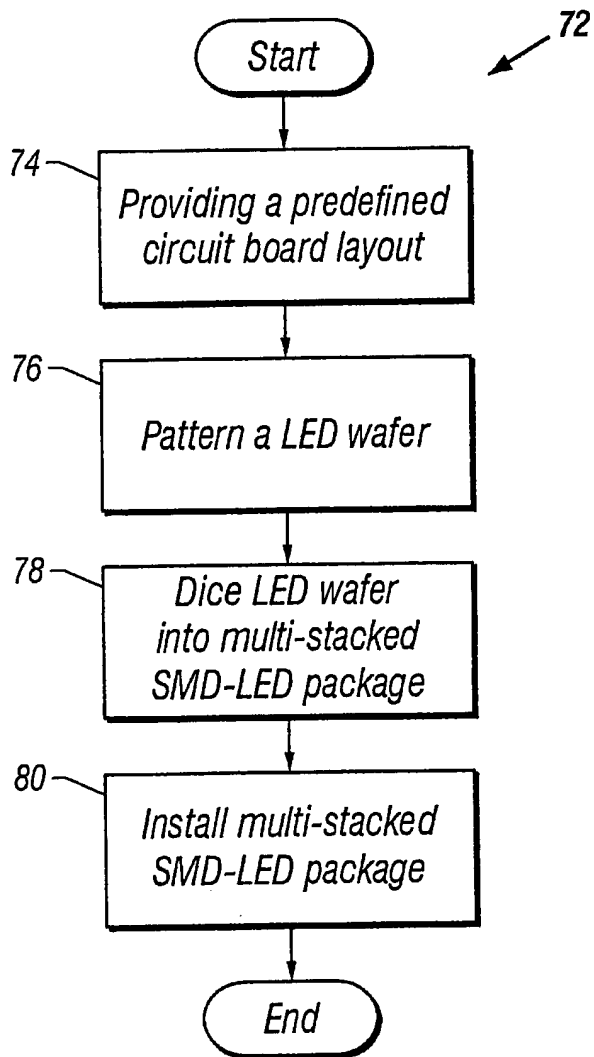 Start
72
74
Providing a predefined
circuit board layout
76
Pattern a LED wafer
78
Dice LED wafer
into multi-stacked
SMD-LED package
80
Install multi-stacked
SMD-LED package
End